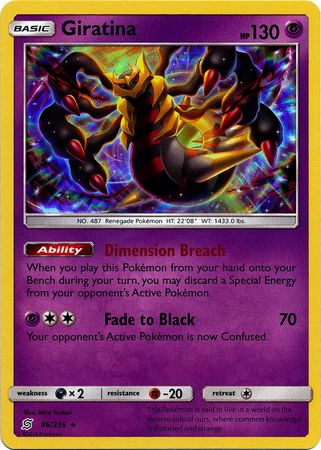 BASIC
Giratina
HP 130
NO. 487 Renegade Pokémon HT: 22'08" WT: 1433.0 lbs.
Ability Dimension Breach
When you play this Pokémon from your hand onto your
Bench during your turn, you may discard a Special Energy
from your opponent's Active Pokémon.
Fade to Black 70
Your opponent's Active Pokémon is now Confused.
weakness ×2 resistance -20 retreat
Illus.
96/236
This Pokémon is said to live in a world on the
reverse side of ours, where common knowledge
is distorted and strange.